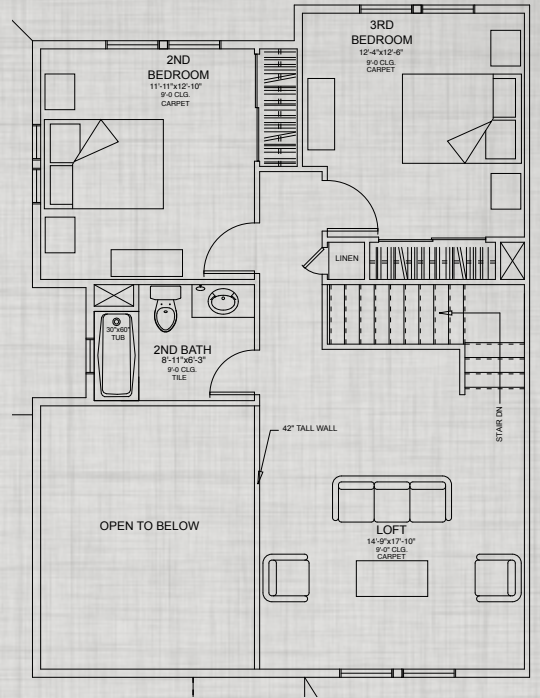 2ND
BEDROOM
11'-11"x12'-10"
9'-0 CLG.
CARPET
3RD
BEDROOM
12'-4"x12'-6"
9'-0 CLG.
CARPET
LINEN
30"x60"
TUB
2ND BATH
8'-11"x6'-3"
9'-0 CLG.
TILE
STAIR DN
42" TALL WALL
OPEN TO BELOW
LOFT
14'-9"x17'-10"
9'-0" CLG.
CARPET